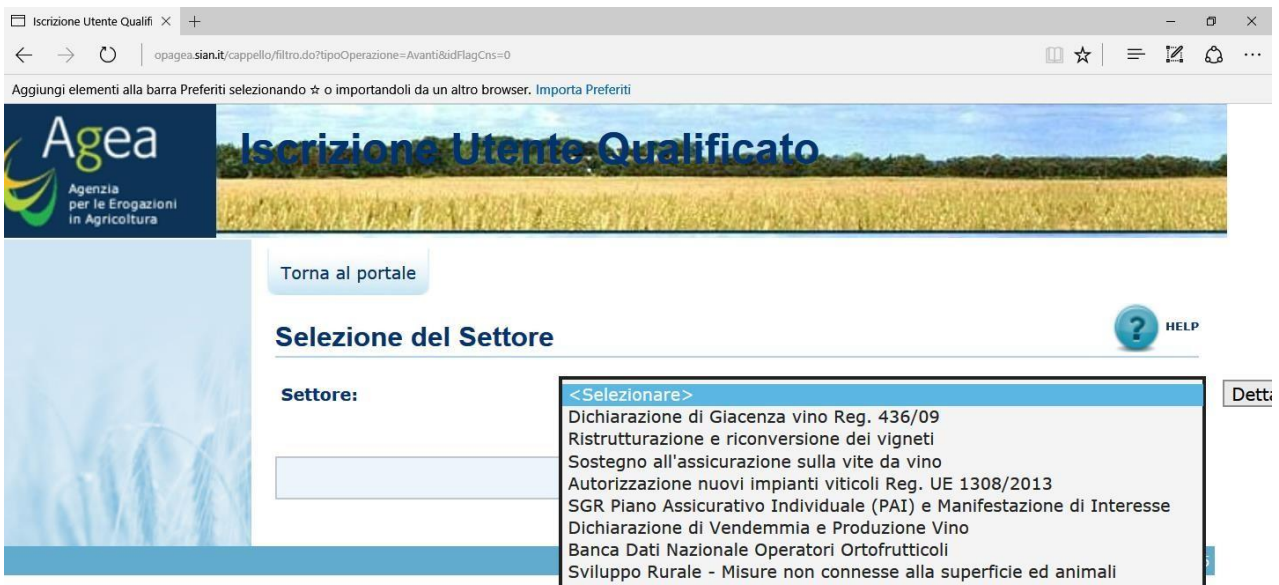 Iscrizione Utente Qualifi
opagea.sian.it/cappello/filtro.do?tipoOperazione=Avanti&idFlagCns=0
Aggiungi elementi alla barra Preferiti selezionando ☆ o importandoli da un altro browser. Importa Preferiti
Agea
Agenzia
per le Erogazioni
in Agricoltura
Iscrizione Utente Qualificato
Torna al portale
Selezione del Settore
? HELP
Settore:
<Selezionare>
Detta
Dichiarazione di Giacenza vino Reg. 436/09
Ristrutturazione e riconversione dei vigneti
Sostegno all'assicurazione sulla vite da vino
Autorizzazione nuovi impianti viticoli Reg. UE 1308/2013
SGR Piano Assicurativo Individuale (PAI) e Manifestazione di Interesse
Dichiarazione di Vendemmia e Produzione Vino
Banca Dati Nazionale Operatori Ortofrutticoli
Sviluppo Rurale - Misure non connesse alla superficie ed animali